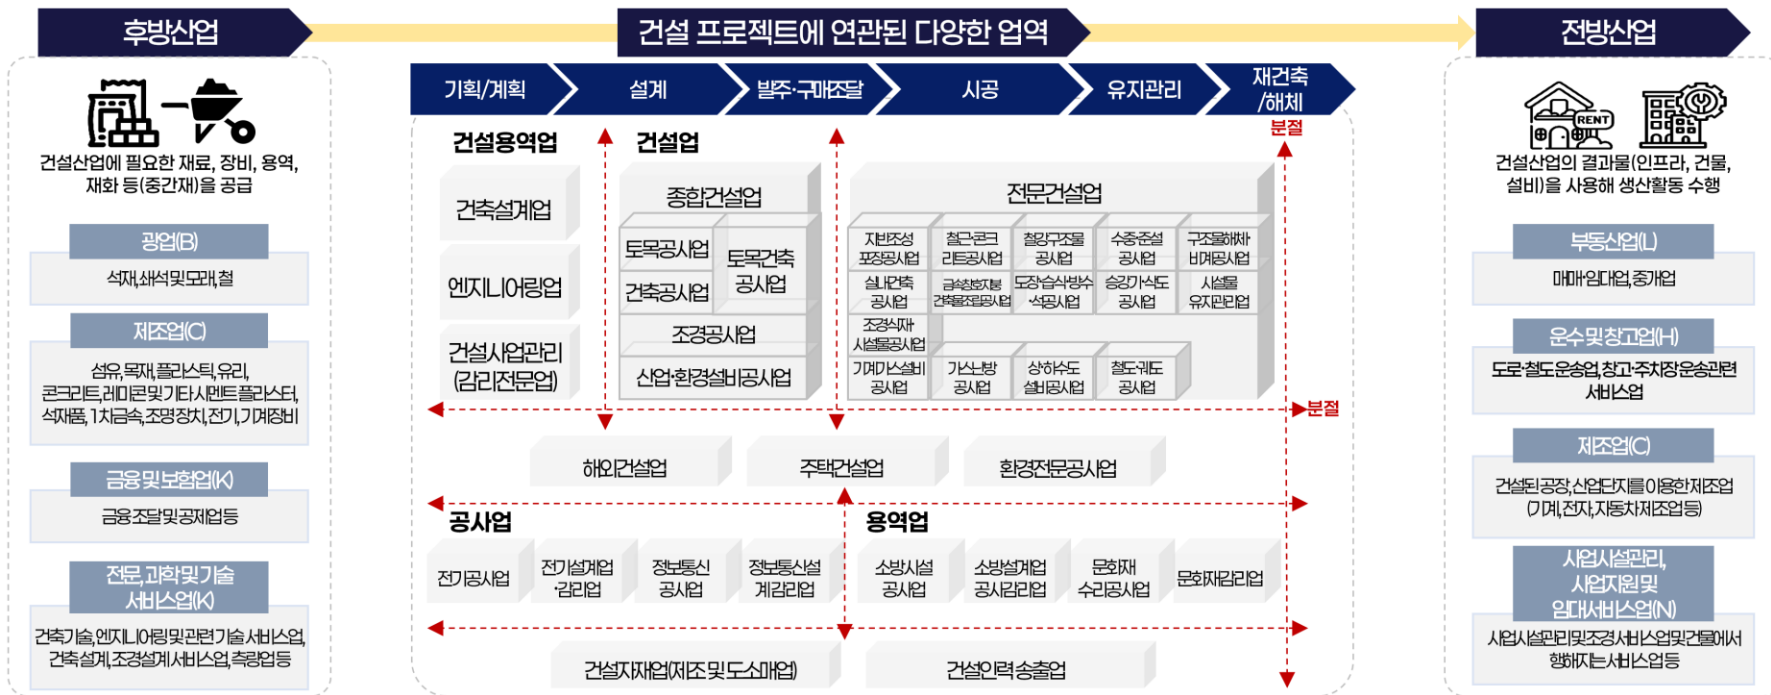 후방산업
건설 프로젝트에 연관된 다양한 업역
전방산업
건설산업에 필요한 재료, 장비, 용역,
재화 등(중간재)을 공급
광업(B)
석재, 쇄석 및 모래, 철
제조업(C)
섬유, 목재, 플라스틱, 유리,
콘크리트, 레미콘 및 기타 시멘트 플라스터,
석재품, 1차금속, 조명장치, 전기, 기계장비
금융 및 보험업(K)
금융조달 및 공제업 등
전문, 과학 및 기술
서비스업(K)
건축기술, 엔지니어링 및 관련 기술 서비스업,
건축설계, 조경설계 서비스업, 측량업 등
기획/계획
설계
발주·구매조달
시공
유지관리
재건축
/해체
분절
건설용역업
건축설계업
엔지니어링업
건설사업관리
(감리전문업)
건설업
종합건설업
토목공사업
건축공사업
토목건축
공사업
조경공사업
산업·환경설비공사업
전문건설업
지반조성
포장공사업
철근·콘크
리트공사업
철강구조물
공사업
수중·준설
공사업
구조물해체·
비계공사업
실내건축
공사업
금속창호지붕
건축물조립공사업
도장·습식·방수
·석공사업
승강기·삭도
공사업
시설물
유지관리업
조경식재·
시설물공사업
기계가스설비
공사업
가스난방
공사업
상·하수도
설비공사업
철도·궤도
공사업
분절
해외건설업
주택건설업
환경전문공사업
공사업
용역업
전기공사업
전기설계업
·감리업
정보통신
공사업
정보통신설
계감리업
소방시설
공사업
소방설계업
공사감리업
문화재
수리공사업
문화재감리업
건설자재업(제조 및 도소매업)
건설인력 송출업
RENT
건설산업의 결과물(인프라, 건물,
설비)을 사용해 생산활동 수행
부동산업(L)
매매·임대업, 중개업
운수 및 창고업(H)
도로·철도 운송업, 창고·주차장 운송관련
서비스업
제조업(C)
건설된 공장, 산업단지를 이용한 제조업
(기계, 전자, 자동차 제조업 등)
사업시설관리,
사업지원 및
임대서비스업(N)
사업시설관리 및 조경 서비스업 및 건물에서
행해지는 서비스업 등